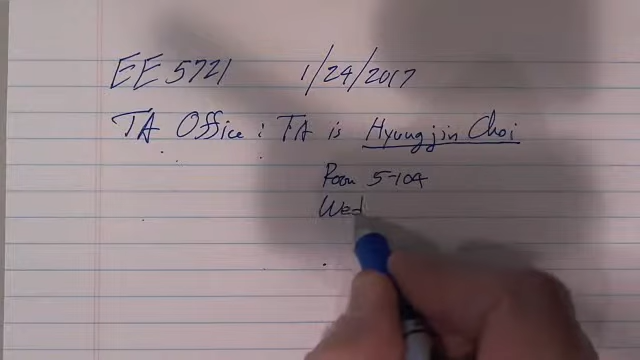 EE 5721 1/24/2017
TA Office : TA is Hyungjin Choi
Room 5-104
Wed